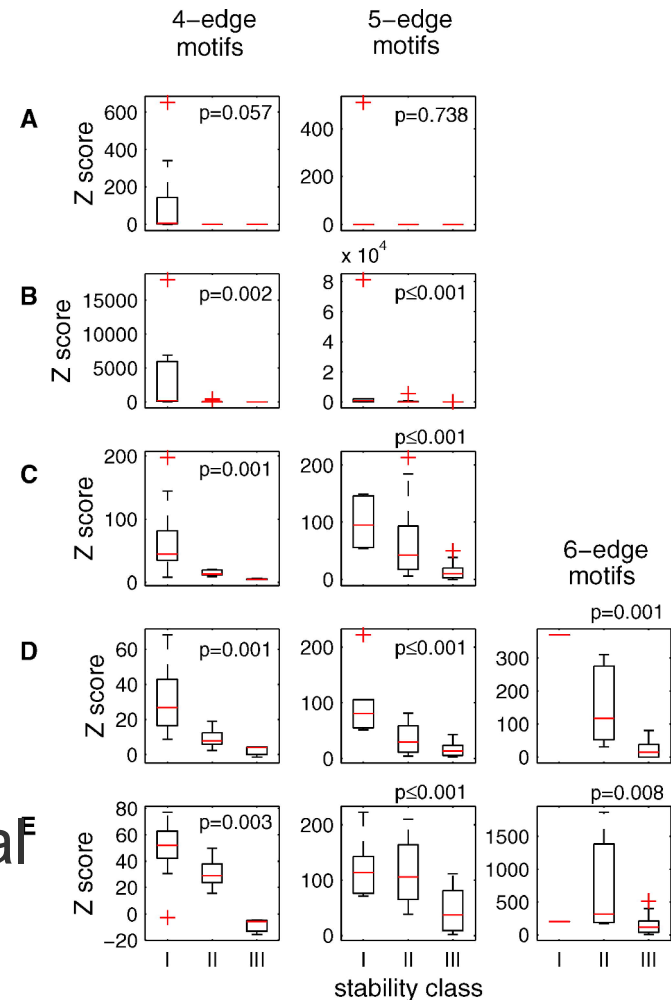 4−edge motifs
5−edge motifs
A
Z score
600
400
200
0
p=0.057
400
200
0
p=0.738
B
Z score
15000
10000
5000
0
p=0.002
x 10⁴
8
6
4
2
0
p≤0.001
C
Z score
200
100
0
p=0.001
200
100
0
p≤0.001
6−edge motifs
D
Z score
60
40
20
0
p=0.001
200
100
0
p≤0.001
300
200
100
0
p=0.001
al
E
Z score
80
60
40
20
0
−20
p=0.003
200
100
0
p≤0.001
1500
1000
500
0
p=0.008
I II III
I II III
I II III
stability class